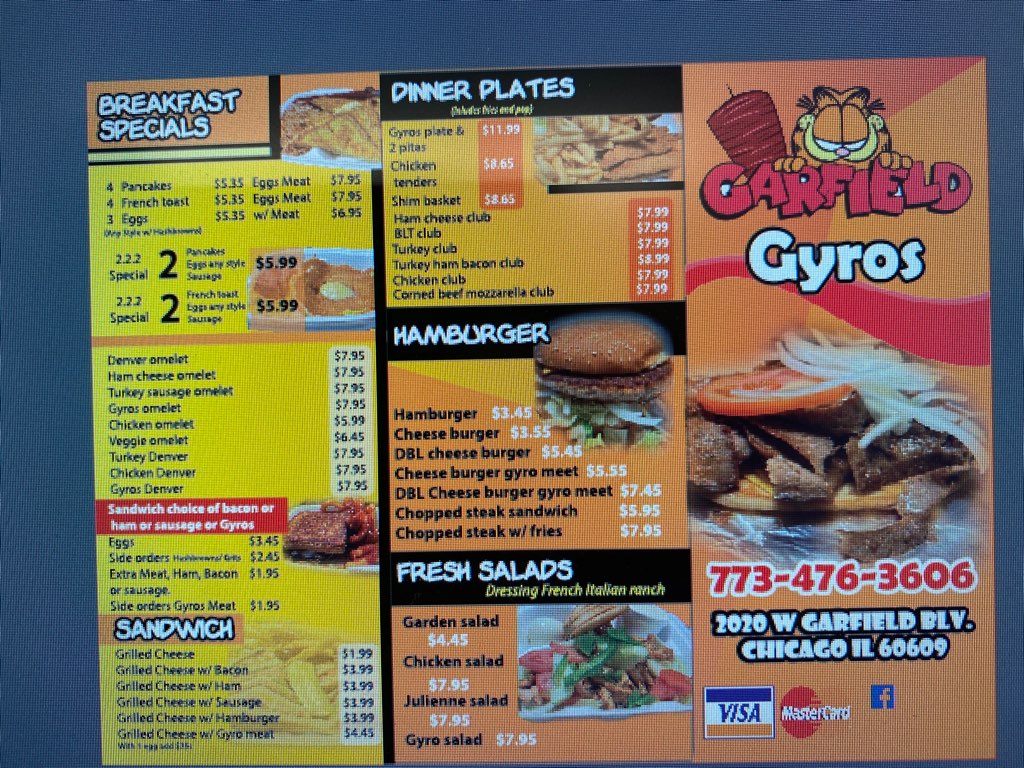 BREAKFAST
SPECIALS
4 Pancakes $5.35 Eggs Meat $7.95
4 French toast $5.35 Eggs Meat $7.95
3 Eggs $5.35 w/ Meat $6.95
(Any Style w/ Hashbrowns)
2.2.2 Special 2 Pancakes $5.99
Eggs any style
Sausage
2.2.2 Special 2 French toast $5.99
Eggs any style
Sausage
Denver omelet $7.95
Ham cheese omelet $7.95
Turkey sausage omelet $7.95
Gyros omelet $7.95
Chicken omelet $5.99
Veggie omelet $6.45
Turkey Denver $7.95
Chicken Denver $7.95
Gyros Denver $7.95
Sandwich choice of bacon or
ham or sausage or Gyros
Eggs $3.45
Side orders Hashbrowns/ Grits $2.45
Extra Meat, Ham, Bacon $1.95
or sausage.
Side orders Gyros Meat $1.95
SANDWICH
Grilled Cheese $1.99
Grilled Cheese w/ Bacon $3.99
Grilled Cheese w/ Ham $3.99
Grilled Cheese w/ Sausage $3.99
Grilled Cheese w/ Hamburger $3.99
Grilled Cheese w/ Gyro meat $4.45
With 1 egg add
DINNER PLATES
(Inludes fries and pop)
Gyros plate & $11.99
2 pitas
Chicken $8.65
tenders
Shim basket $8.65
Ham cheese club $7.99
BLT club $7.99
Turkey club $7.99
Turkey ham bacon club $8.99
Chicken club $7.99
Corned beef mozzarella club $7.99
HAMBURGER
Hamburger $3.45
Cheese burger $3.55
DBL cheese burger $5.45
Cheese burger gyro meet $5.55
DBL Cheese burger gyro meet $7.45
Chopped steak sandwich $5.95
Chopped steak w/ fries $7.95
FRESH SALADS
Dressing French Italian ranch
Garden salad
$4.45
Chicken salad
$7.95
Julienne salad
$7.95
Gyro salad $7.95
GARFIELD
Gyros
773-476-3606
2020 W GARFIELD BLV.
CHICAGO IL 60609
VISA MasterCard f